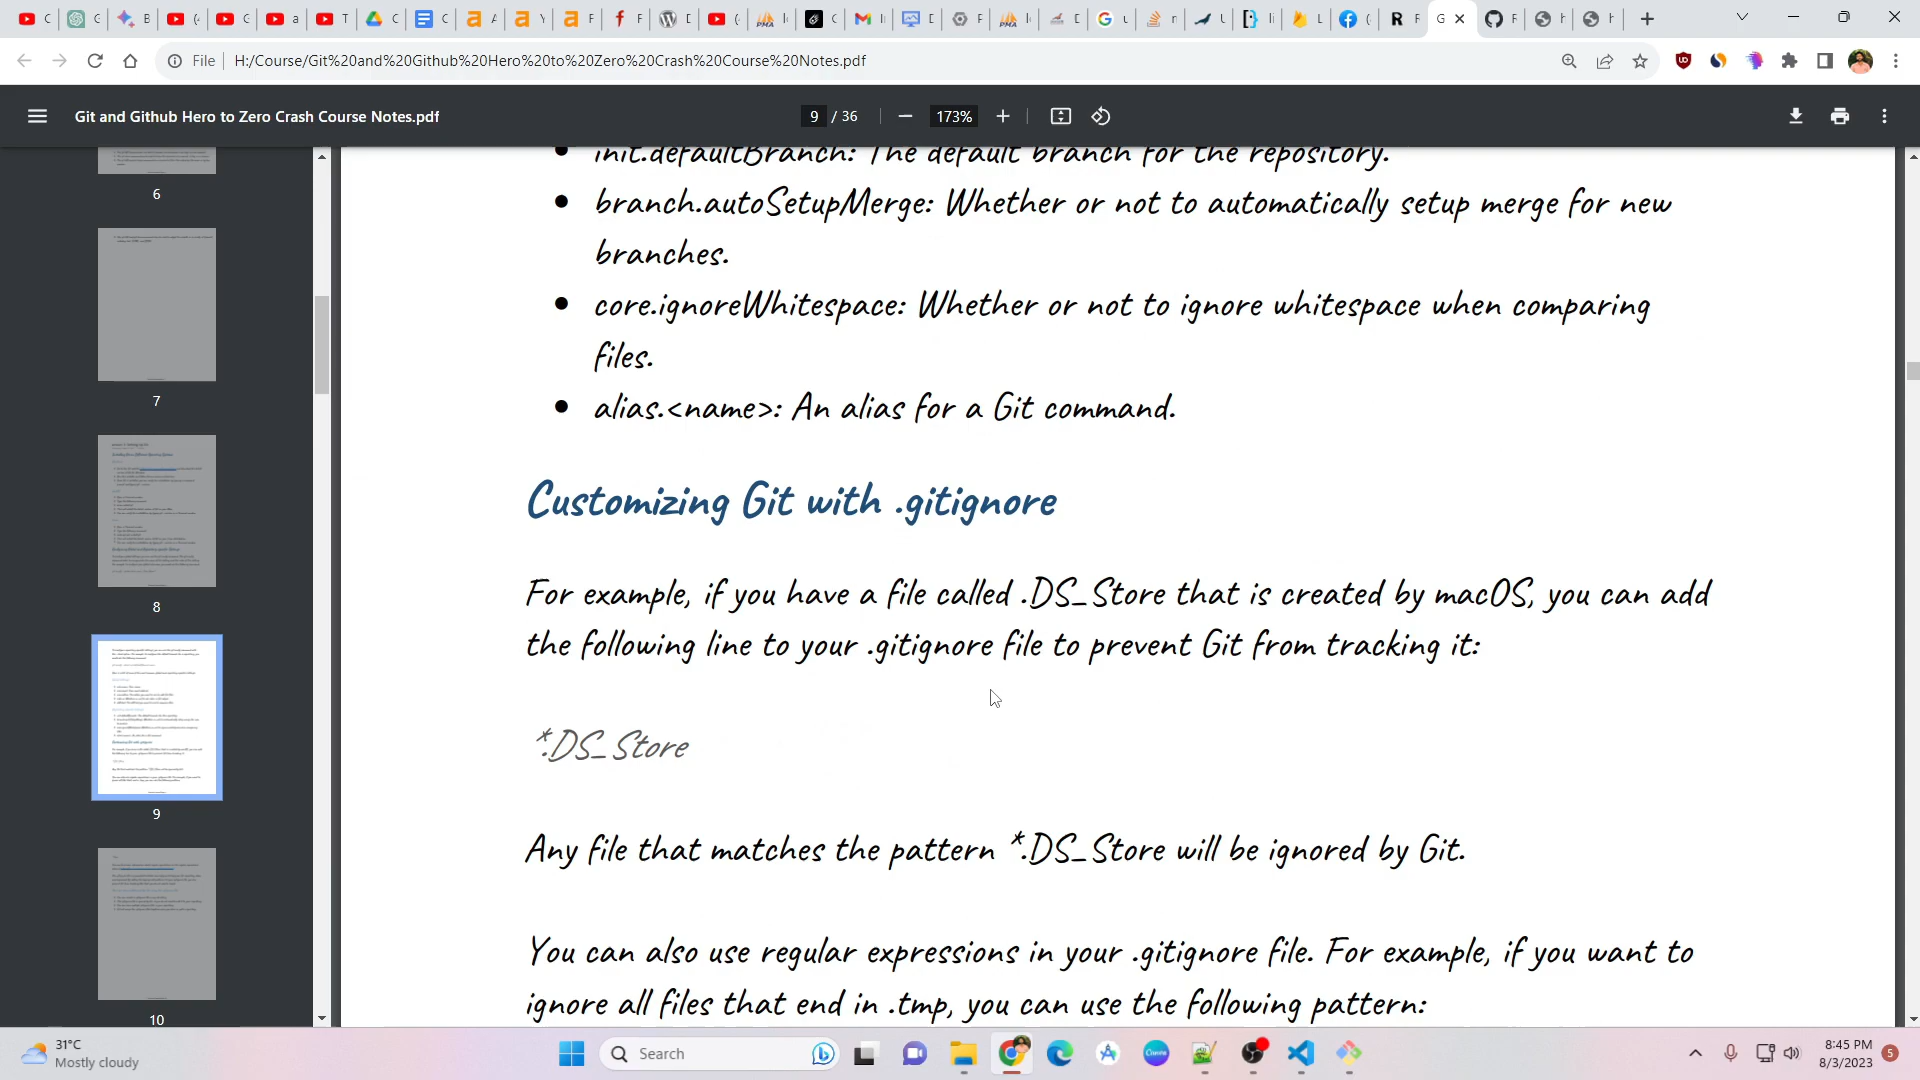 File
H:/Course/Git%20and%20Github%20Hero%20to%20Zero%20Crash%20Course%20Notes.pdf
Git and Github Hero to Zero Crash Course Notes.pdf
9 / 36
173%
6
7
8
9
10
init.defaultBranch: The default branch for the repository.
branch.autoSetupMerge: Whether or not to automatically setup merge for new
branches.
core.ignoreWhitespace: Whether or not to ignore whitespace when comparing
files.
alias.<name>: An alias for a Git command.
Customizing Git with .gitignore
For example, if you have a file called .DS_Store that is created by macOS, you can add
the following line to your .gitignore file to prevent Git from tracking it:
*.DS_Store
Any file that matches the pattern *.DS_Store will be ignored by Git.
You can also use regular expressions in your .gitignore file. For example, if you want to
ignore all files that end in .tmp, you can use the following pattern:
31°C
Mostly cloudy
Search
8:45 PM
8/3/2023
5